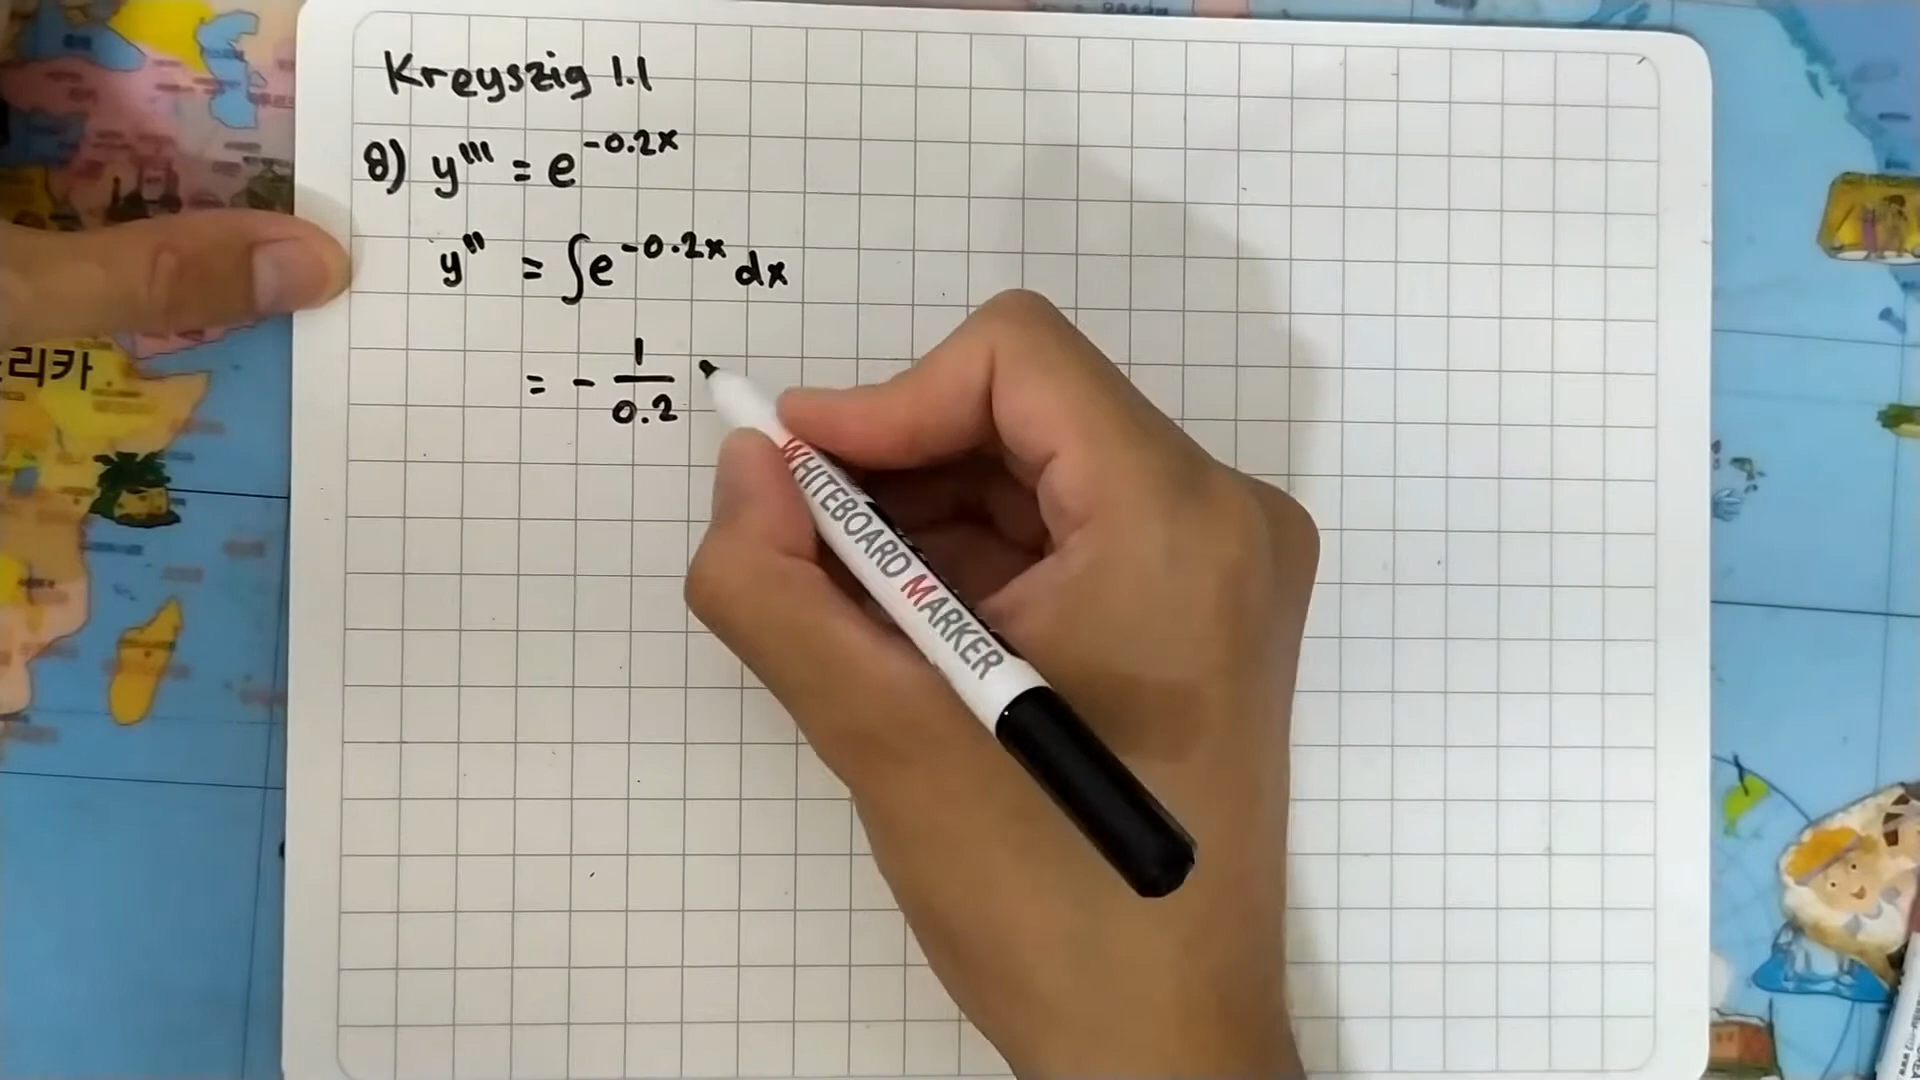 Kreyszig 1.1
8) y''' = e^{-0.2x}
y'' = ∫e^{-0.2x} dx
= - 1/0.2
WHITEBOARD MARKER
리카